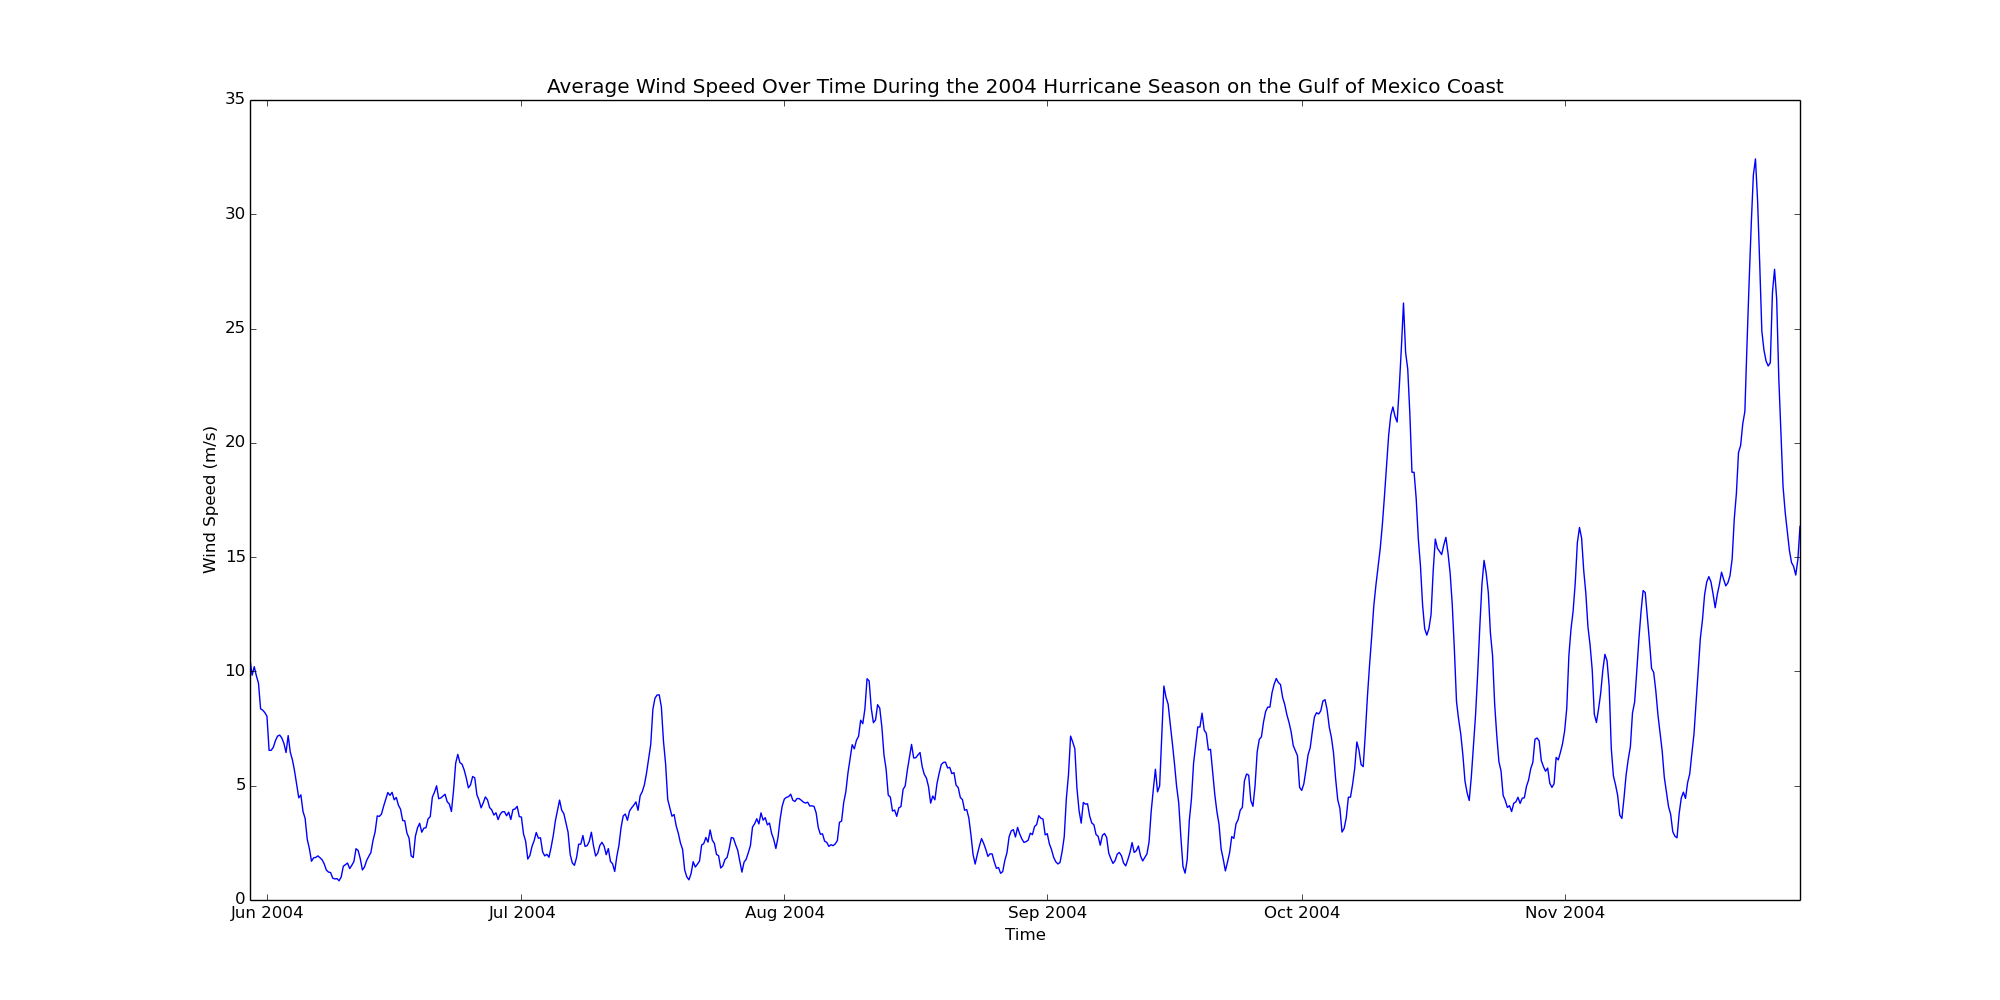 Average Wind Speed Over Time During the 2004 Hurricane Season on the Gulf of Mexico Coast
35
30
25
20
15
10
5
0
Wind Speed (m/s)
Jun 2004 Jul 2004 Aug 2004 Sep 2004 Oct 2004 Nov 2004
Time